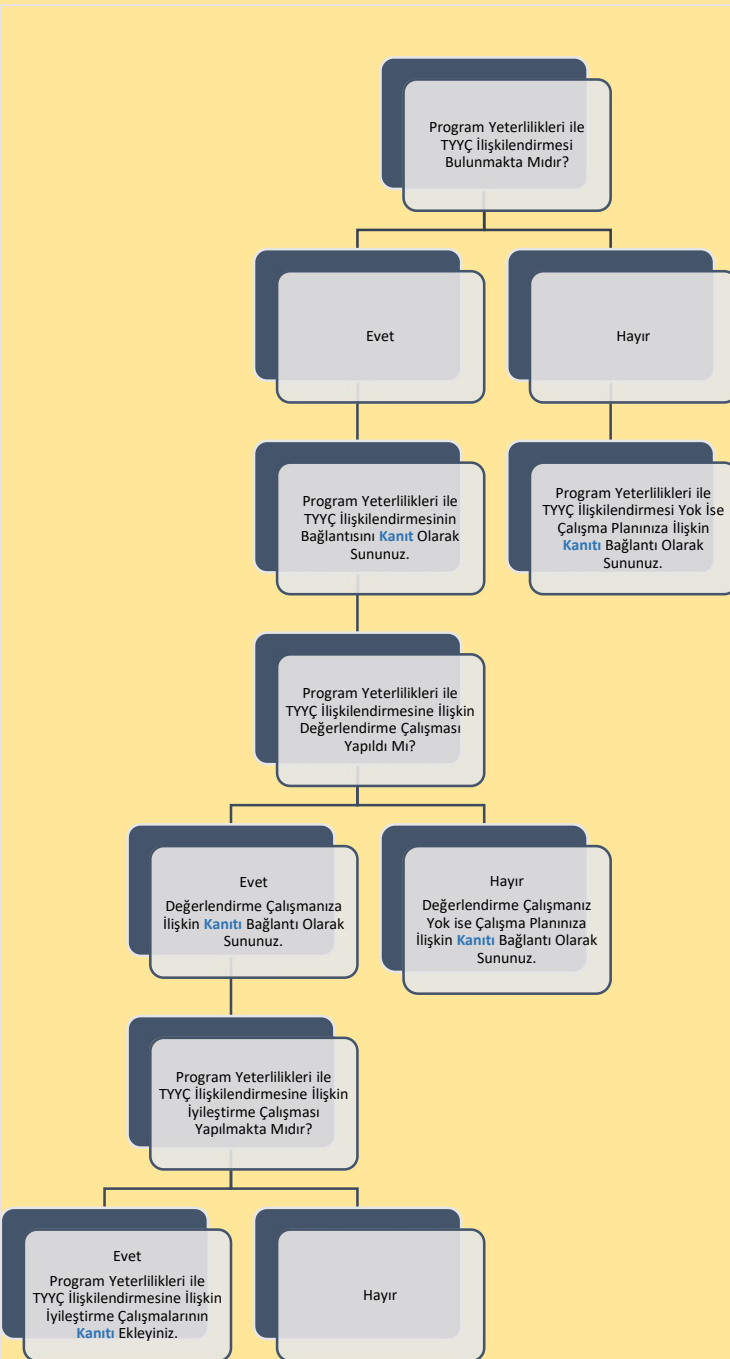 Program Yeterlilikleri ile
TYYÇ İlişkilendirmesi
Bulunmakta Mıdır?
Evet
Hayır
Program Yeterlilikleri ile
TYYÇ İlişkilendirmesinin
Bağlantısını Kanıt Olarak
Sununuz.
Program Yeterlilikleri ile
TYYÇ İlişkilendirmesi Yok İse
Çalışma Planınıza İlişkin
Kanıtı Bağlantı Olarak
Sununuz.
Program Yeterlilikleri ile
TYYÇ İlişkilendirmesine İlişkin
Değerlendirme Çalışması
Yapıldı Mı?
Evet
Değerlendirme Çalışmanıza
İlişkin Kanıtı Bağlantı Olarak
Sununuz.
Hayır
Değerlendirme Çalışmanız
Yok ise Çalışma Planınıza
İlişkin Kanıtı Bağlantı Olarak
Sununuz.
Program Yeterlilikleri ile
TYYÇ İlişkilendirmesine İlişkin
İyileştirme Çalışması
Yapılmakta Mıdır?
Evet
Program Yeterlilikleri ile
TYYÇ İlişkilendirmesine İlişkin
İyileştirme Çalışmalarının
Kanıtı Ekleyiniz.
Hayır